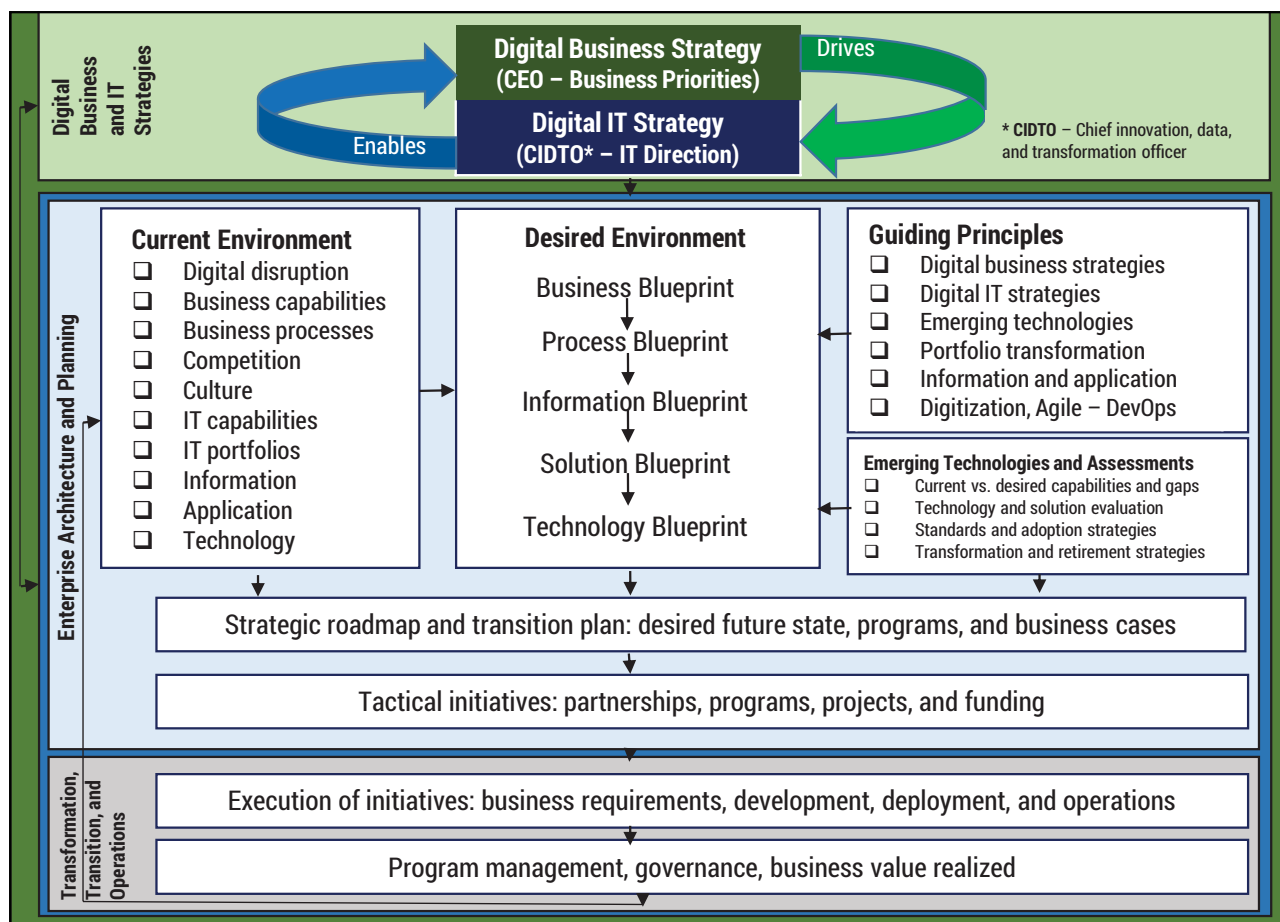 Digital
Business
and IT
Strategies
Digital Business Strategy
(CEO – Business Priorities)
Drives
Digital IT Strategy
(CIDTO* – IT Direction)
Enables
* CIDTO – Chief innovation, data,
and transformation officer
Enterprise Architecture and Planning
Current Environment
Digital disruption
Business capabilities
Business processes
Competition
Culture
IT capabilities
IT portfolios
Information
Application
Technology
Desired Environment
Business Blueprint
Process Blueprint
Information Blueprint
Solution Blueprint
Technology Blueprint
Guiding Principles
Digital business strategies
Digital IT strategies
Emerging technologies
Portfolio transformation
Information and application
Digitization, Agile – DevOps
Emerging Technologies and Assessments
Current vs. desired capabilities and gaps
Technology and solution evaluation
Standards and adoption strategies
Transformation and retirement strategies
Strategic roadmap and transition plan: desired future state, programs, and business cases
Tactical initiatives: partnerships, programs, projects, and funding
Transformation,
Transition, and
Operations
Execution of initiatives: business requirements, development, deployment, and operations
Program management, governance, business value realized